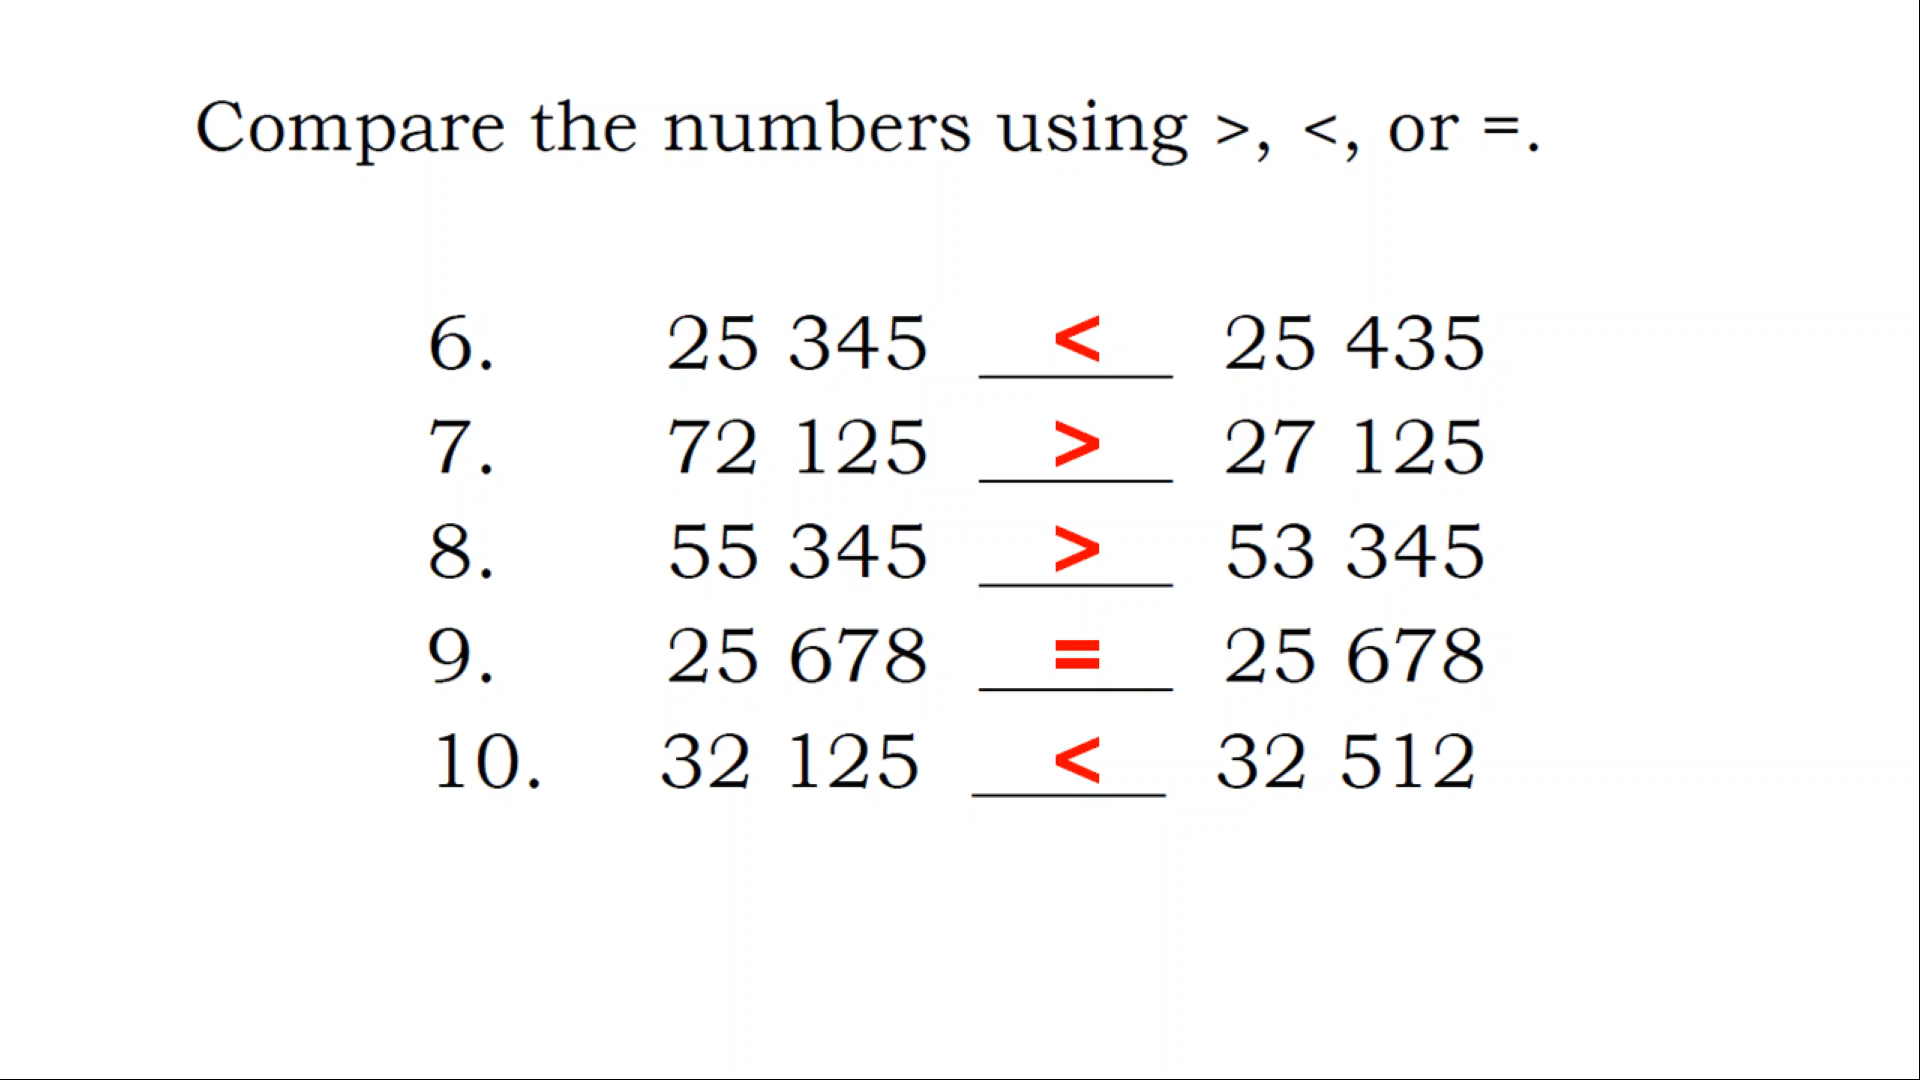 Compare the numbers using >, <, or =.
6. 25 345 < 25 435
7. 72 125 > 27 125
8. 55 345 > 53 345
9. 25 678 = 25 678
10. 32 125 < 32 512